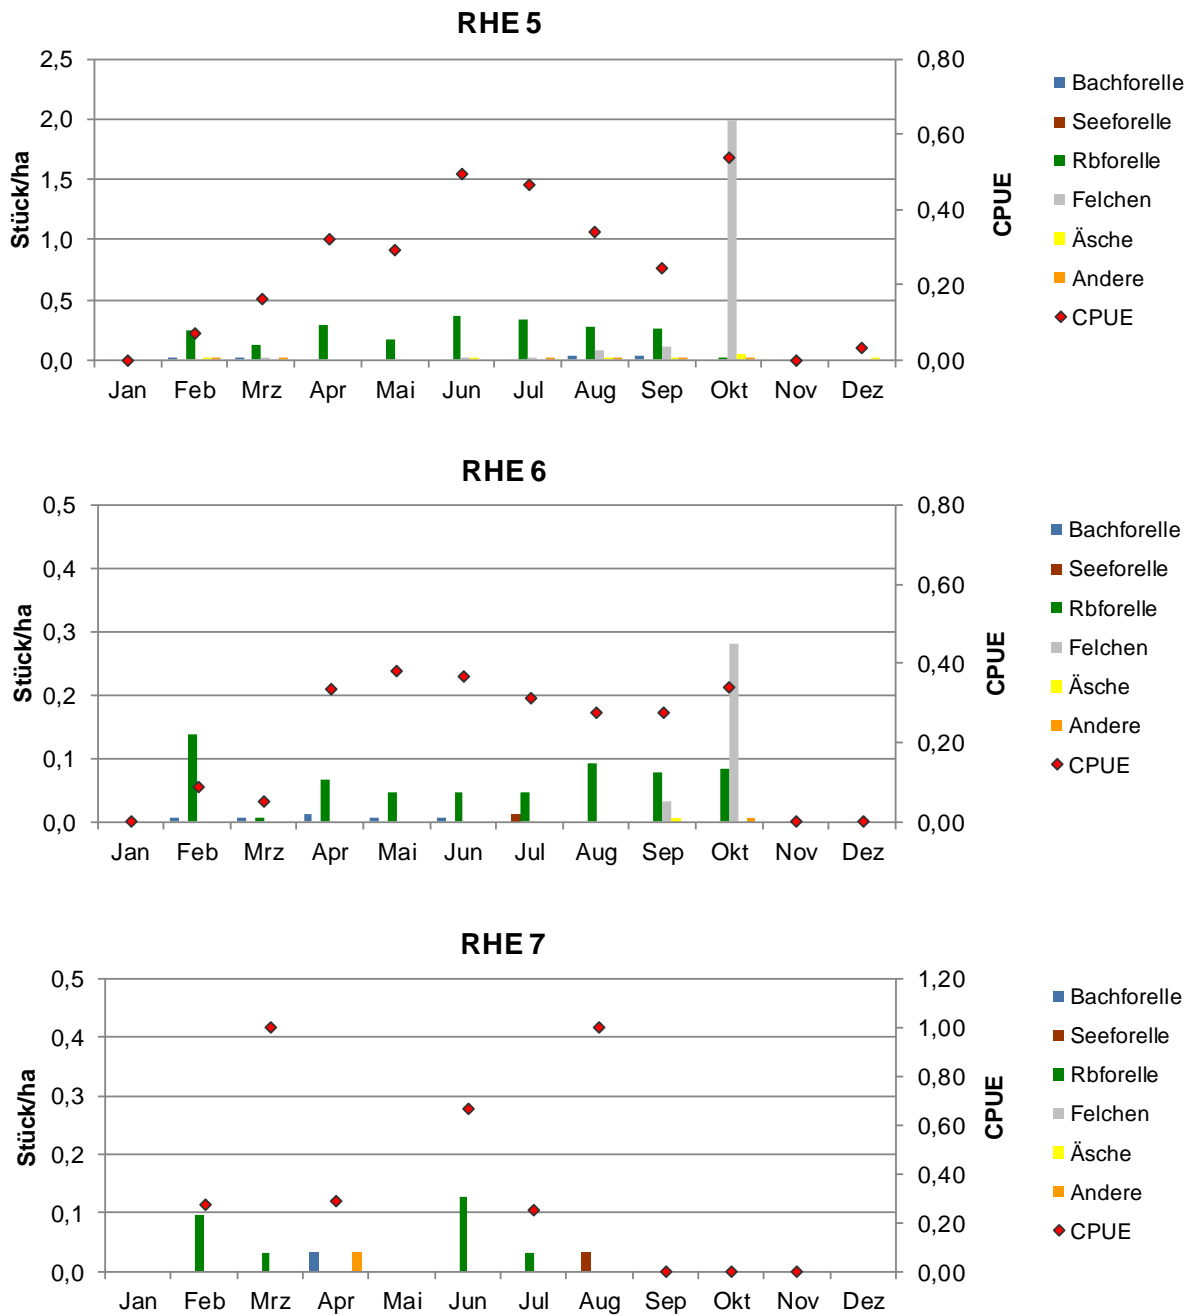 RHE 5
Stück/ha
2,5
2,0
1,5
1,0
0,5
0,0
0,80
0,60
0,40
0,20
0,00
CPUE
Jan Feb Mrz Apr Mai Jun Jul Aug Sep Okt Nov Dez
Bachforelle
Seeforelle
Rbforelle
Felchen
Äsche
Andere
CPUE
RHE 6
Stück/ha
0,5
0,4
0,3
0,2
0,1
0,0
0,80
0,60
0,40
0,20
0,00
CPUE
Jan Feb Mrz Apr Mai Jun Jul Aug Sep Okt Nov Dez
Bachforelle
Seeforelle
Rbforelle
Felchen
Äsche
Andere
CPUE
RHE 7
Stück/ha
0,5
0,4
0,3
0,2
0,1
0,0
1,20
1,00
0,80
0,60
0,40
0,20
0,00
CPUE
Jan Feb Mrz Apr Mai Jun Jul Aug Sep Okt Nov Dez
Bachforelle
Seeforelle
Rbforelle
Felchen
Äsche
Andere
CPUE